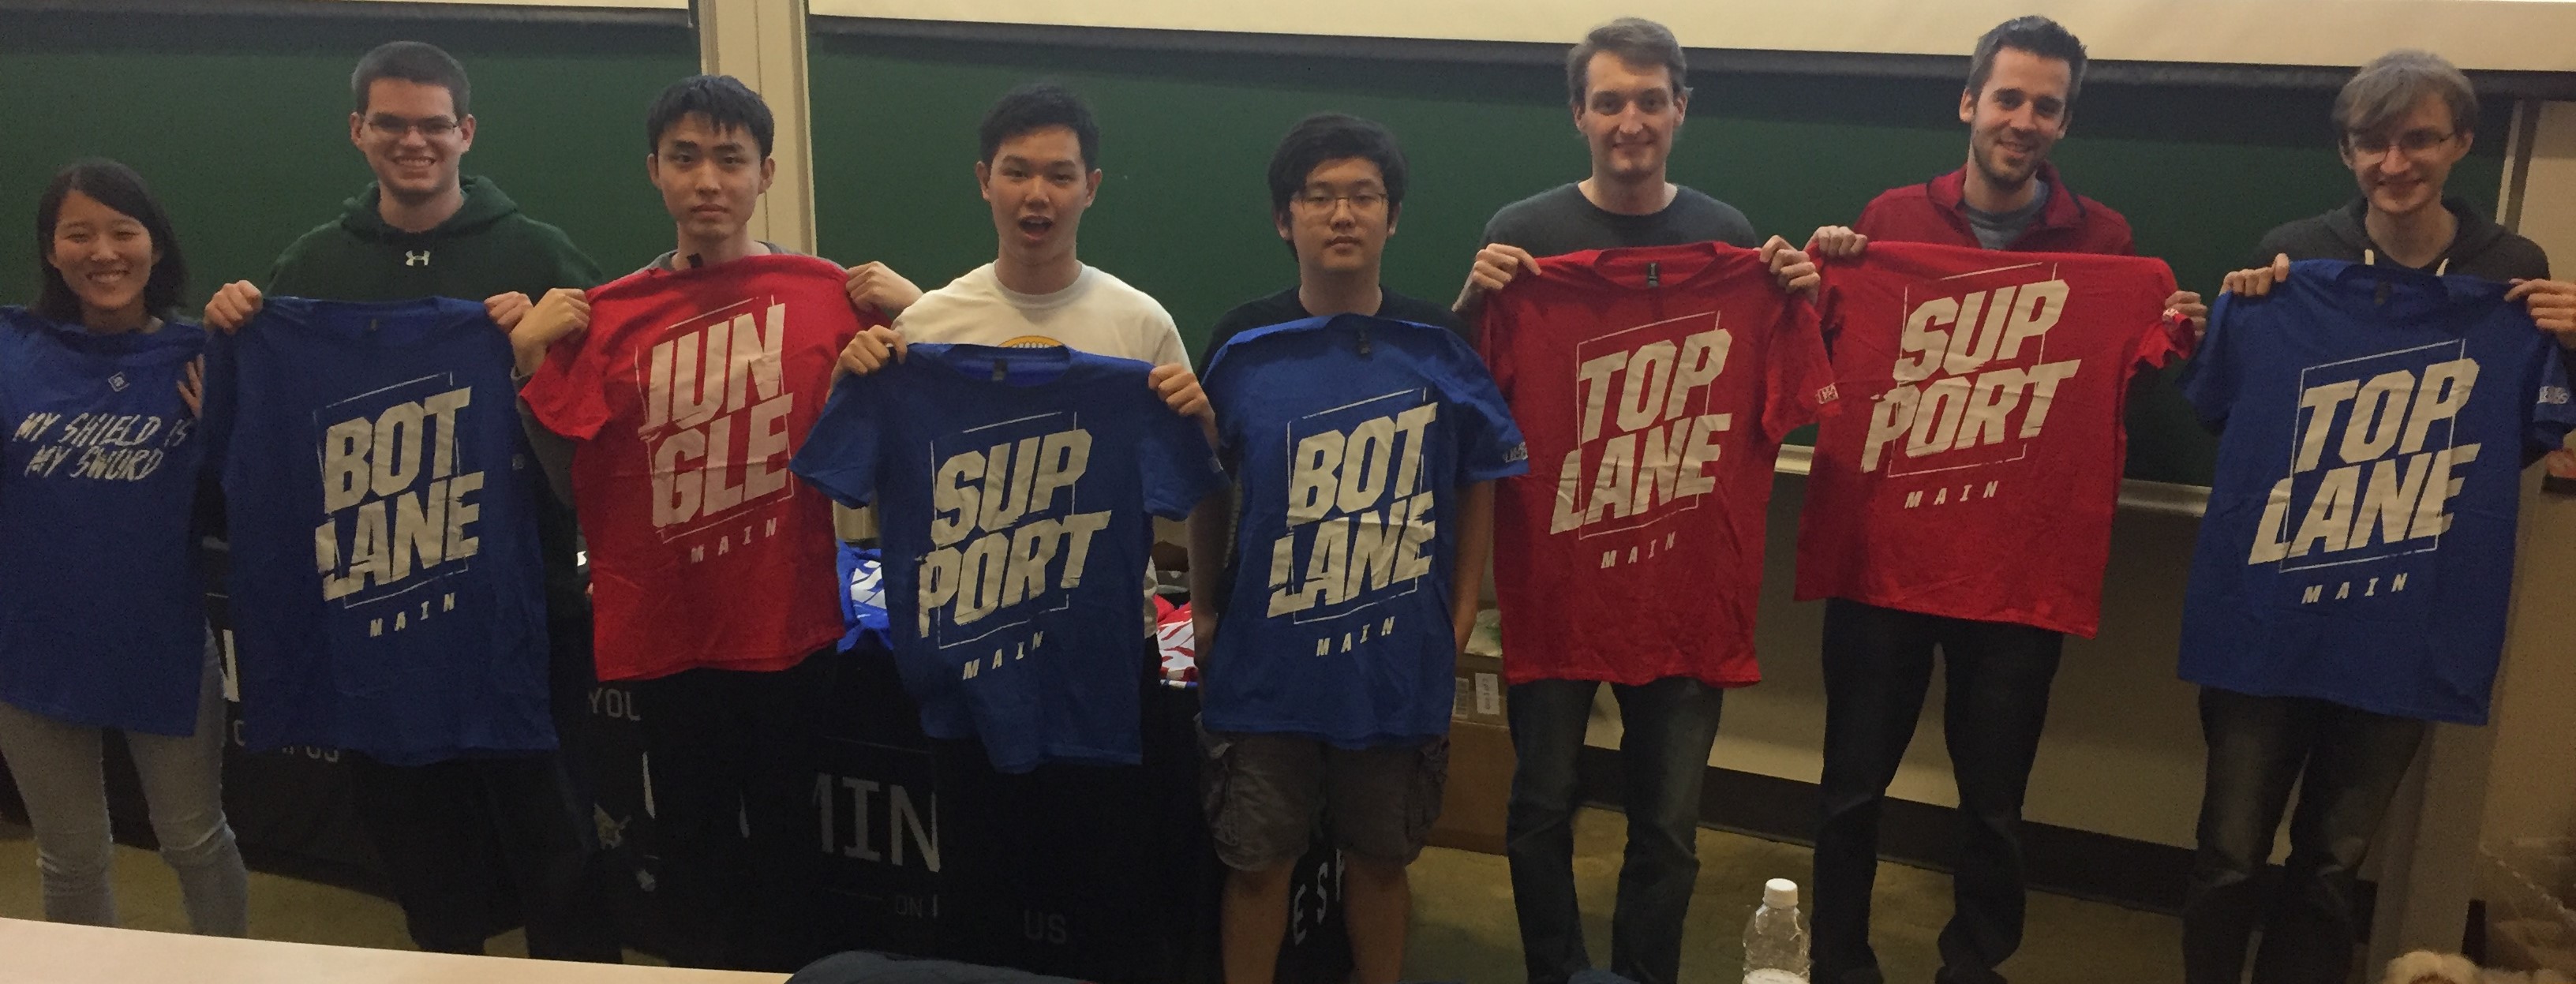 MY SHIELD IS
MY SWORD
BOT
LANE
MAIN
JUN
GLE
MAIN
SUP
PORT
MAIN
BOT
LANE
MAIN
TOP
LANE
MAIN
SUP
PORT
MAIN
TOP
LANE
MAIN
YOU
MIN
ON
US
ESP